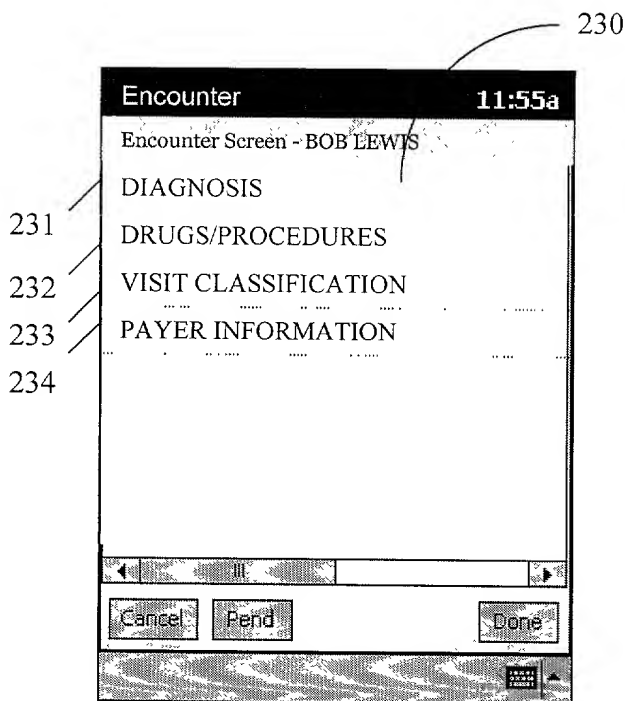 230
Encounter 11:55a
Encounter Screen - BOB LEWIS
DIAGNOSIS
231
DRUGS/PROCEDURES
232
VISIT CLASSIFICATION
233
PAYER INFORMATION
234
Cancel Pend Done